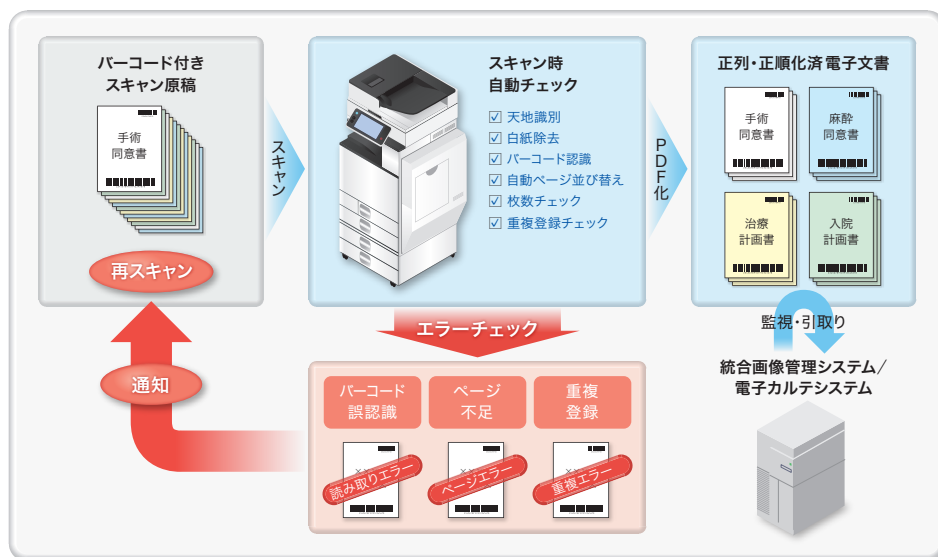 バーコード付き
スキャン原稿
手術
同意書
再スキャン
スキャン
スキャン時
自動チェック
天地識別
白紙除去
バーコード認識
自動ページ並び替え
枚数チェック
重複登録チェック
PDF化
正列・正順化済電子文書
手術
同意書
麻酔
同意書
治療
計画書
入院
計画書
監視・引取り
統合画像管理システム/
電子カルテシステム
エラーチェック
バーコード
誤認識
ページ
不足
重複
登録
読み取りエラー
ページエラー
重複エラー
通知